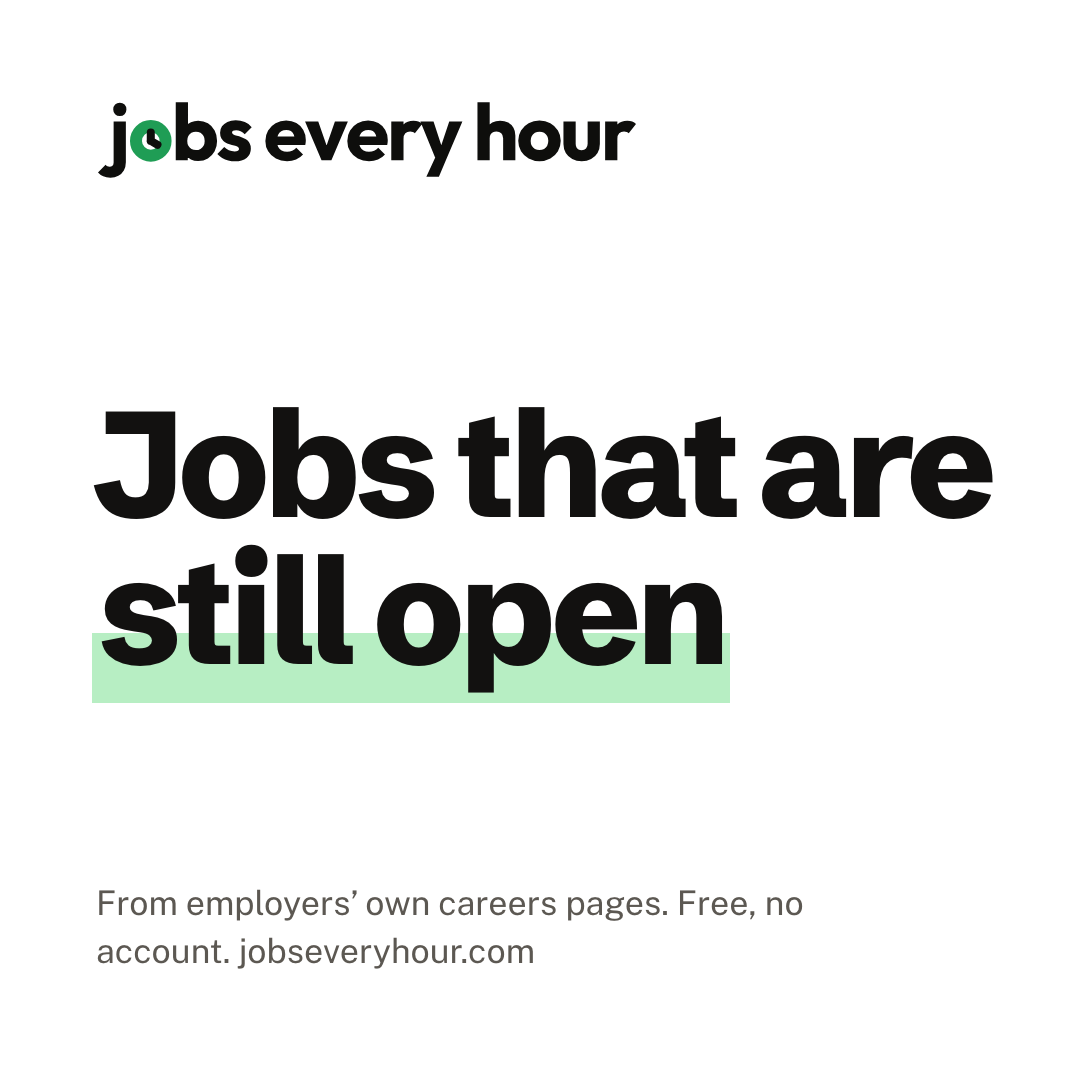 jobs every hour
Jobs that are
still open
From employers’ own careers pages. Free, no
account. jobseveryhour.com